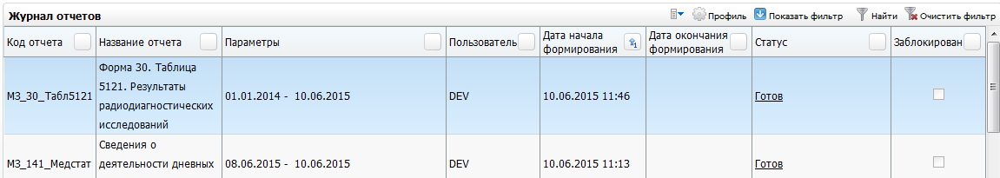 Журнал отчетов
Профиль Показать фильтр Найти Очистить фильтр
Код отчета Название отчета Параметры Пользователь Дата начала формирования Дата окончания формирования Статус Заблокирован
МЗ_30_Табл5121
Форма 30. Таблица
5121. Результаты
радиодиагностических
исследований
01.01.2014 - 10.06.2015 DEV 10.06.2015 11:46 Готов
МЗ_141_Медстат
Сведения о
деятельности дневных
08.06.2015 - 10.06.2015 DEV 10.06.2015 11:13 Готов